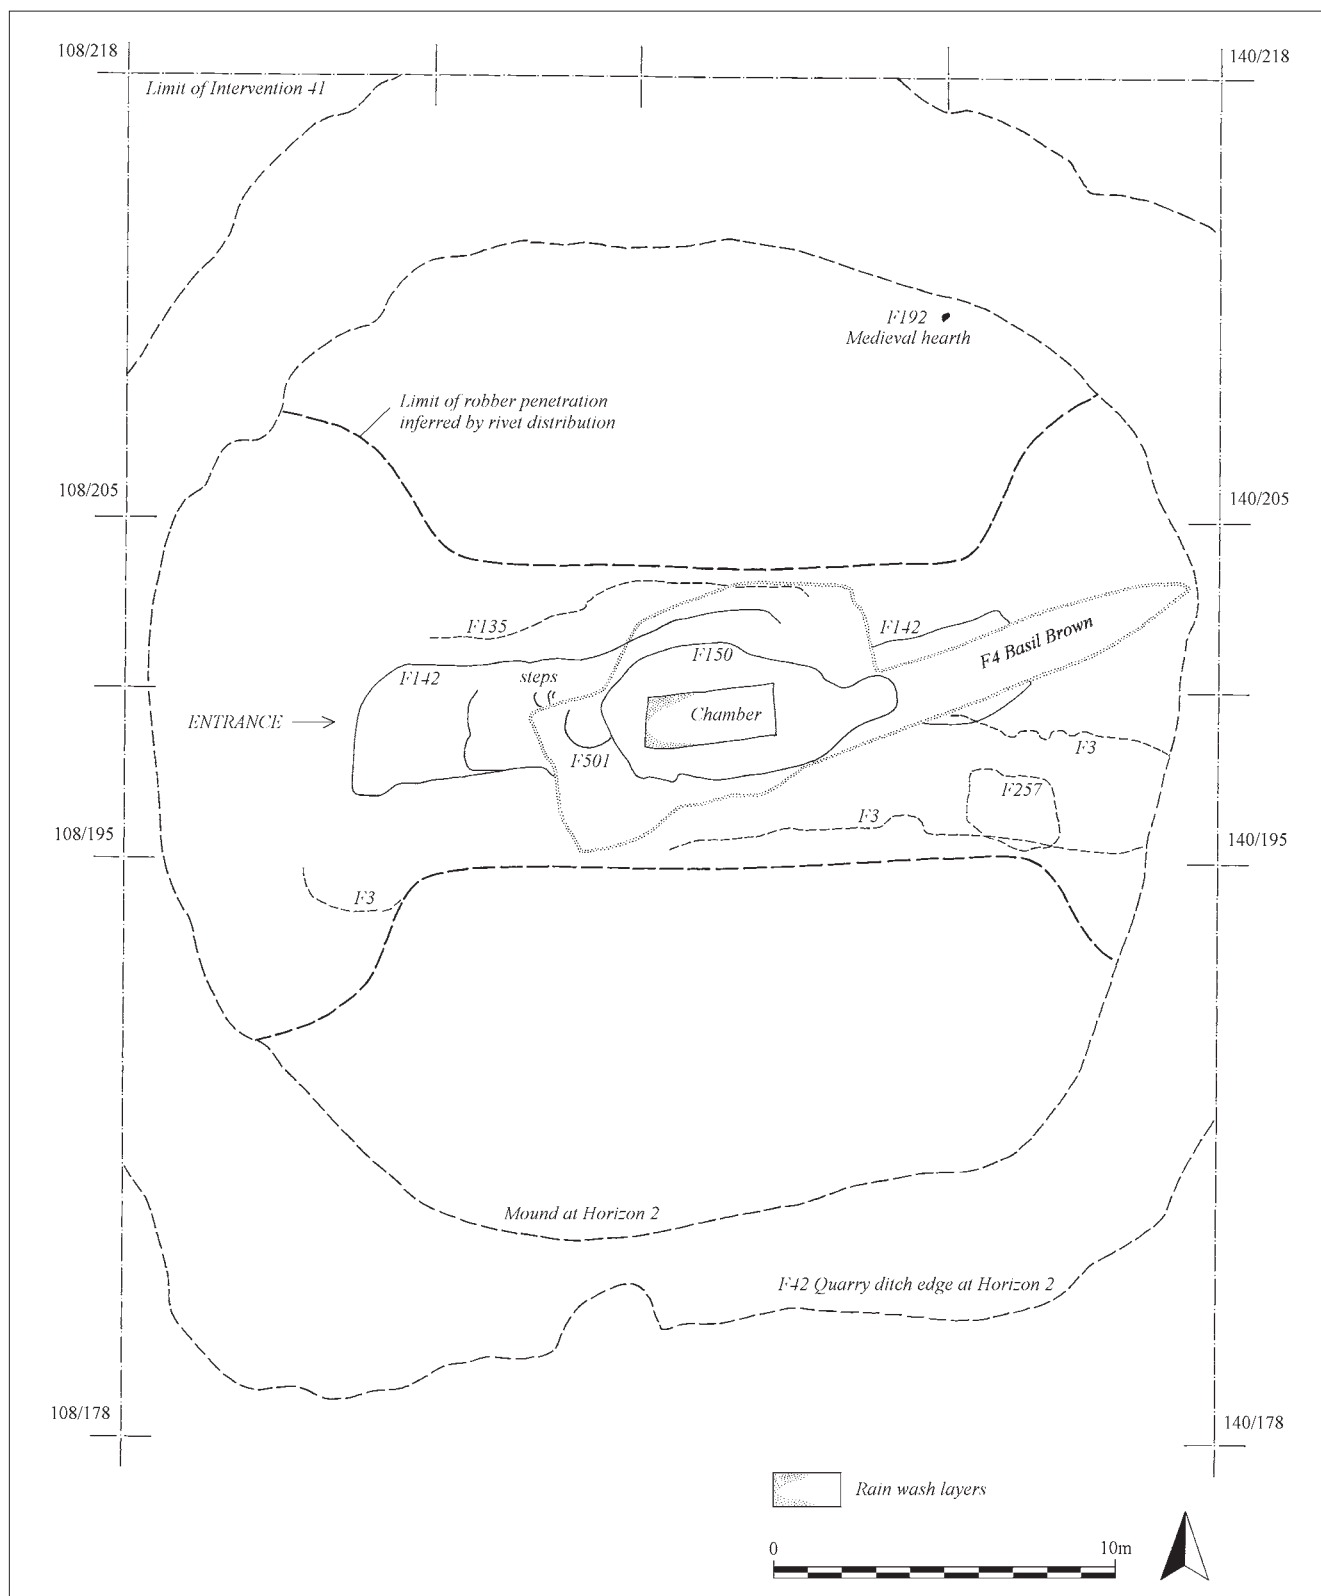 108/218
140/218
Limit of Intervention 41
F192
Medieval hearth
Limit of robber penetration
inferred by rivet distribution
108/205
140/205
F135
F142
F4 Basil Brown
F150
F142
steps
ENTRANCE
Chamber
F501
F3
F257
F3
108/195
140/195
F3
Mound at Horizon 2
F42 Quarry ditch edge at Horizon 2
108/178
140/178
Rain wash layers
0
10m